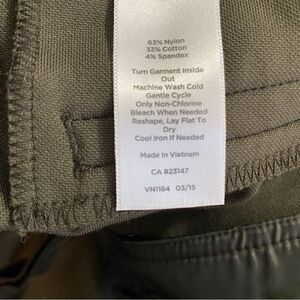 63% Nylon
33% Cotton
4% Spandex
Turn Garment Inside
Out
Machine Wash Cold
Gentle Cycle
Only Non-Chlorine
Bleach When Needed
Reshape, Lay Flat To
Dry
Cool Iron If Needed
Made in Vietnam
CA #23147
VN1184 03/15